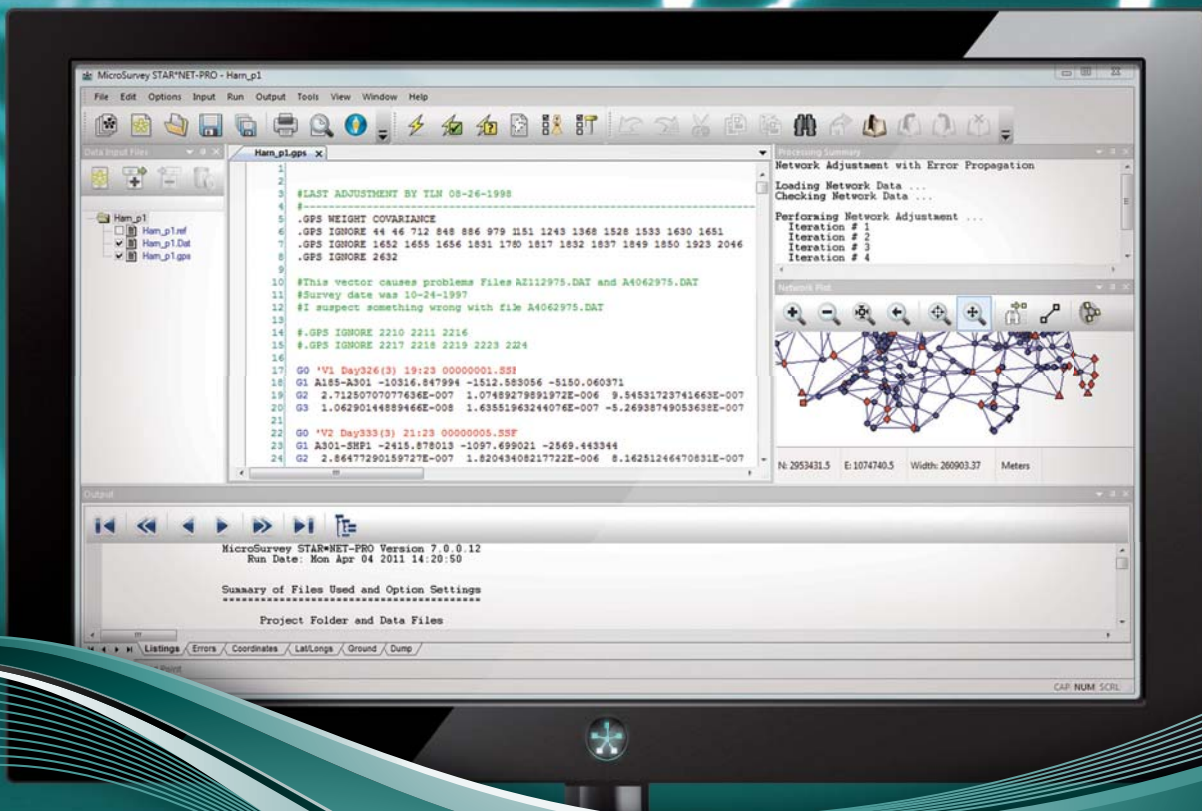 MicroSurvey STAR*NET-PRO - Harn_p1
File Edit Options Input Run Output Tools View Window Help
Data Input Files
Harn_p1
Harn_p1.ref
Harn_p1.Dat
Harn_p1.gps
Harn_p1.gps x
1
2
3 #LAST ADJUSTMENT BY TLN 08-26-1998
4 #----------------------------------------------------------------
5 .GPS WEIGHT COVARIANCE
6 .GPS IGNORE 44 46 712 848 886 979 1151 1243 1368 1528 1533 1630 1651
7 .GPS IGNORE 1652 1655 1656 1831 1780 1817 1832 1837 1849 1850 1923 2046
8 .GPS IGNORE 2632
9
10 #This vector causes problems Files AZ112975.DAT and A4062975.DAT
11 #Survey date was 10-24-1997
12 #I suspect something wrong with file A4062975.DAT
13
14 #.GPS IGNORE 2210 2211 2216
15 #.GPS IGNORE 2217 2218 2219 2223 2224
16
17 G0 'V1 Day326(3) 19:23 00000001.SSF
18 G1 A185-A301 -10316.847994 -1512.583056 -5150.060371
19 G2 2.71250707077636E-007 1.07489279891972E-006 9.54531723741663E-007
20 G3 1.06290144889466E-008 1.63551963244076E-007 -5.26938749053638E-007
21
22 G0 'V2 Day333(3) 21:23 00000005.SSF
23 G1 A301-SHP1 -2415.878013 -1097.699021 -2569.443344
24 G2 2.86477290159727E-007 1.82043408217722E-006 8.16251246470831E-007
Processing Summary
Network Adjustment with Error Propagation
Loading Network Data ...
Checking Network Data ...
Performing Network Adjustment ...
Iteration # 1
Iteration # 2
Iteration # 3
Iteration # 4
Network Plot
N: 2953431.5 E: 1074740.5 Width: 260903.37 Meters
Output
MicroSurvey STAR*NET-PRO Version 7.0.0.12
Run Date: Mon Apr 04 2011 14:20:50
Summary of Files Used and Option Settings
=========================================
Project Folder and Data Files
Listings / Errors / Coordinates / Lat/Longs / Ground / Dump /
Point
CAP NUM SCRL